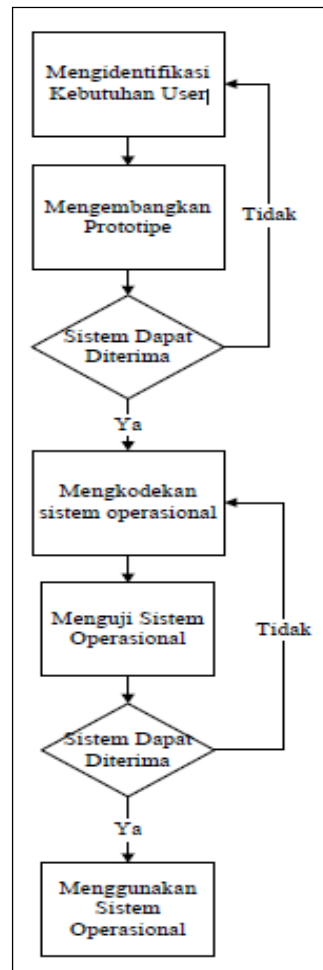 Mengidentifikasi
Kebutuhan User
Mengembangkan
Prototipe
Tidak
Sistem Dapat
Diterima
Ya
Mengkodekan
sistem operasional
Menguji Sistem
Operasional
Tidak
Sistem Dapat
Diterima
Ya
Menggunakan
Sistem
Operasional